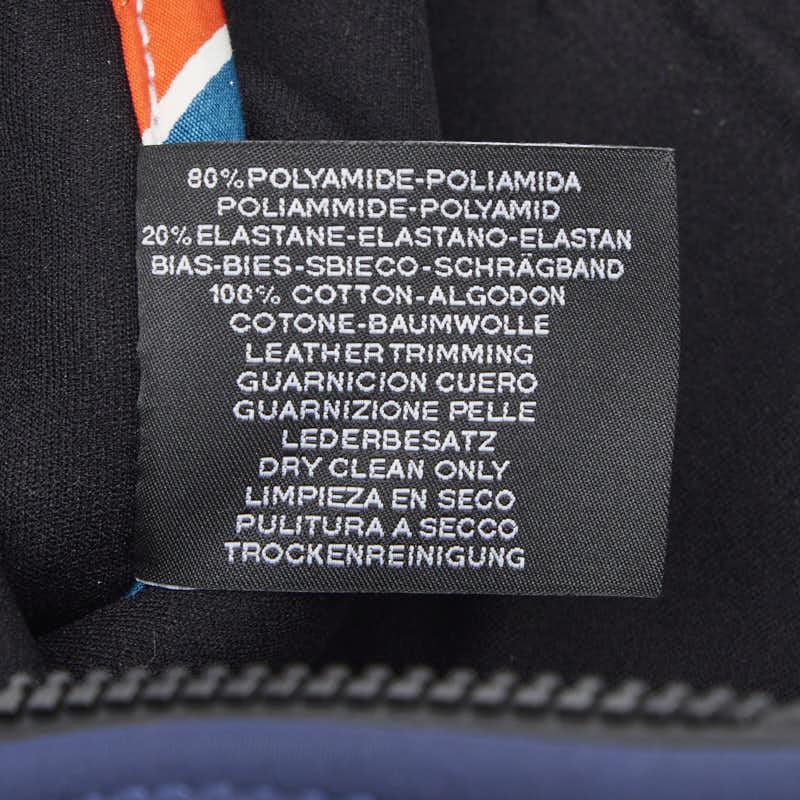 80% POLYAMIDE-POLIAMIDA
POLIAMMIDE-POLYAMID
20% ELASTANE-ELASTANO-ELASTAN
BIAS-BIES-SBIECO-SCHRÄGBAND
100% COTTON-ALGODON
COTONE-BAUMWOLLE
LEATHER TRIMMING
GUARNICION CUERO
GUARNIZIONE PELLE
LEDERBESATZ
DRY CLEAN ONLY
LIMPIEZA EN SECO
PULITURA A SECCO
TROCKENREINIGUNG